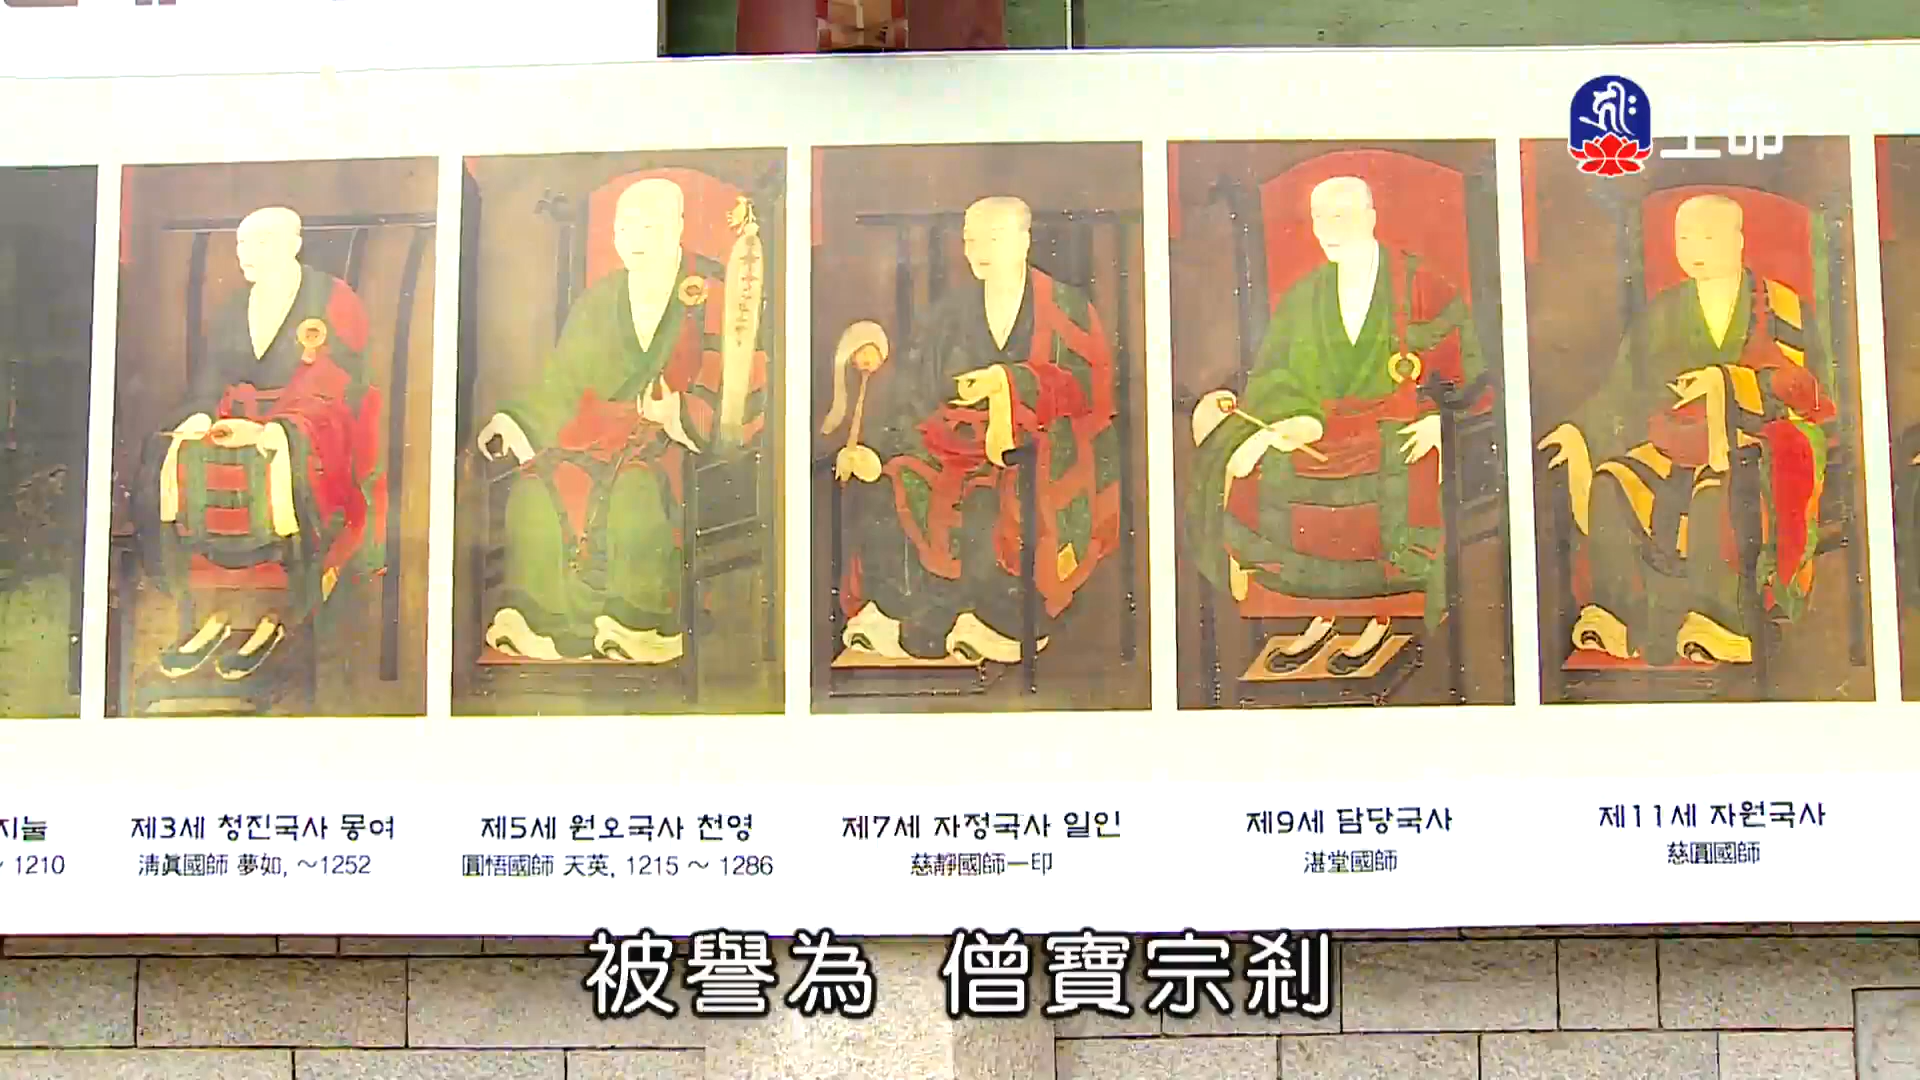 生命
지눌
~ 1210
제3세 청진국사 몽여
淸眞國師 夢如, ～1252
제5세 원오국사 천영
圓悟國師 天英, 1215 ～ 1286
제7세 자정국사 일인
慈靜國師一印
제9세 담당국사
湛堂國師
제11세 자원국사
慈圓國師
被譽為 僧寶宗剎